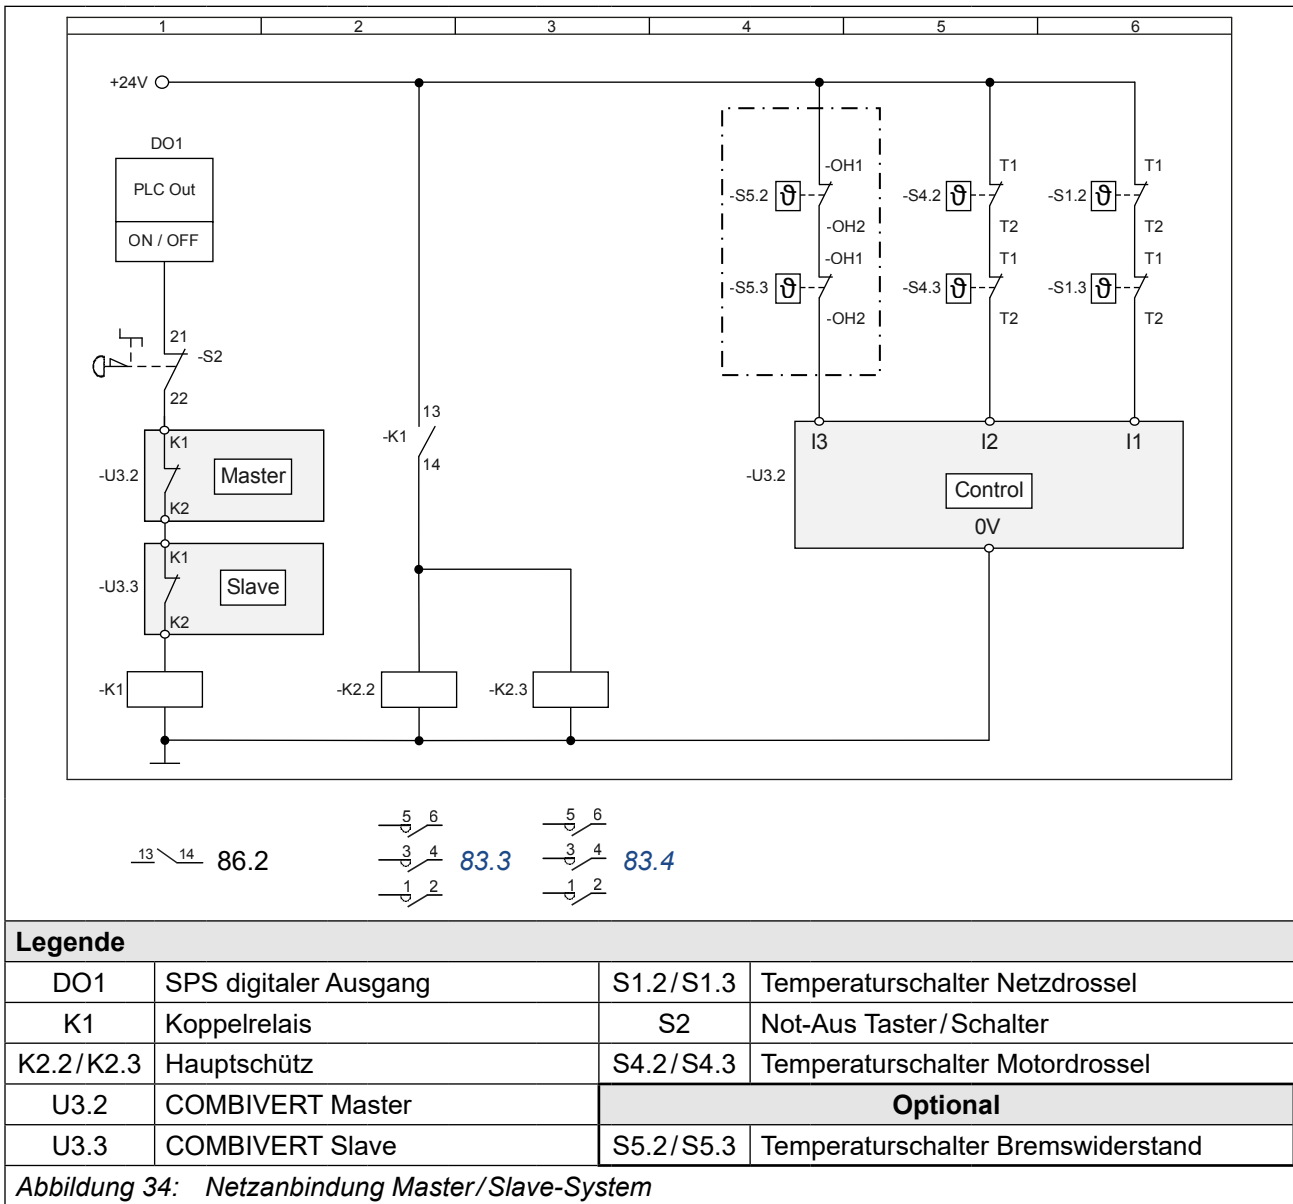 1 2 3 4 5 6
+24V
DO1
PLC Out
ON / OFF
21
-S2
22
K1
-U3.2 Master
K2
K1
-U3.3 Slave
K2
-K1
13
-K1
14
-K2.2
-K2.3
-OH1
-S5.2 ϑ
-OH2
-OH1
-S5.3 ϑ
-OH2
T1
-S4.2 ϑ
T2
T1
-S4.3 ϑ
T2
T1
-S1.2 ϑ
T2
T1
-S1.3 ϑ
T2
I3 I2 I1
-U3.2
Control
0V
13 14 86.2
5 6
3 4 83.3
1 2
5 6
3 4 83.4
1 2
Legende
DO1 SPS digitaler Ausgang S1.2/S1.3 Temperaturschalter Netzdrossel
K1 Koppelrelais S2 Not-Aus Taster/Schalter
K2.2/K2.3 Hauptschütz S4.2/S4.3 Temperaturschalter Motordrossel
U3.2 COMBIVERT Master Optional
U3.3 COMBIVERT Slave S5.2/S5.3 Temperaturschalter Bremswiderstand
Abbildung 34: Netzanbindung Master/Slave-System